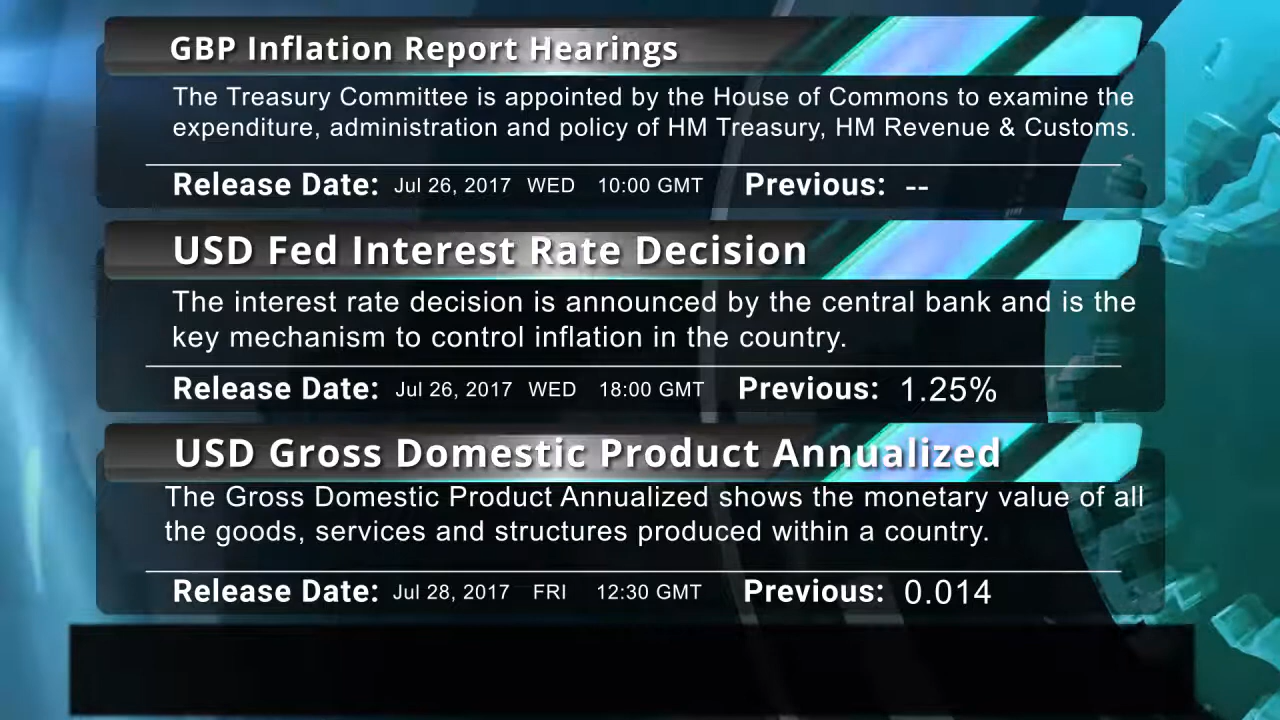 GBP Inflation Report Hearings
The Treasury Committee is appointed by the House of Commons to examine the
expenditure, administration and policy of HM Treasury, HM Revenue & Customs.
Release Date: Jul 26, 2017 WED 10:00 GMT Previous: --
USD Fed Interest Rate Decision
The interest rate decision is announced by the central bank and is the
key mechanism to control inflation in the country.
Release Date: Jul 26, 2017 WED 18:00 GMT Previous: 1.25%
USD Gross Domestic Product Annualized
The Gross Domestic Product Annualized shows the monetary value of all
the goods, services and structures produced within a country.
Release Date: Jul 28, 2017 FRI 12:30 GMT Previous: 0.014